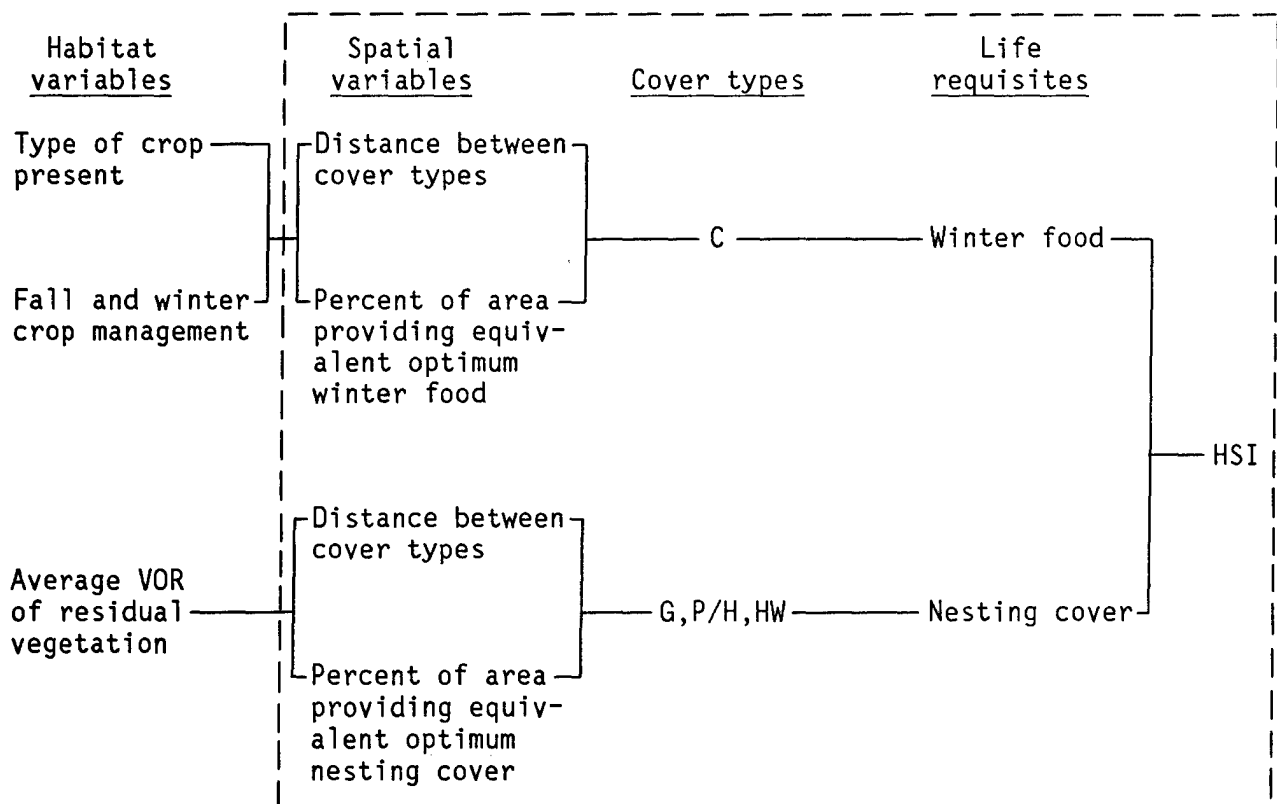 Habitat
variables
Spatial
variables
Cover types
Life
requisites
Type of crop
present
Fall and winter
crop management
Distance between
cover types
Percent of area
providing equiv-
alent optimum
winter food
C
Winter food
HSI
Average VOR
of residual
vegetation
Distance between
cover types
Percent of area
providing equiv-
alent optimum
nesting cover
G,P/H,HW
Nesting cover